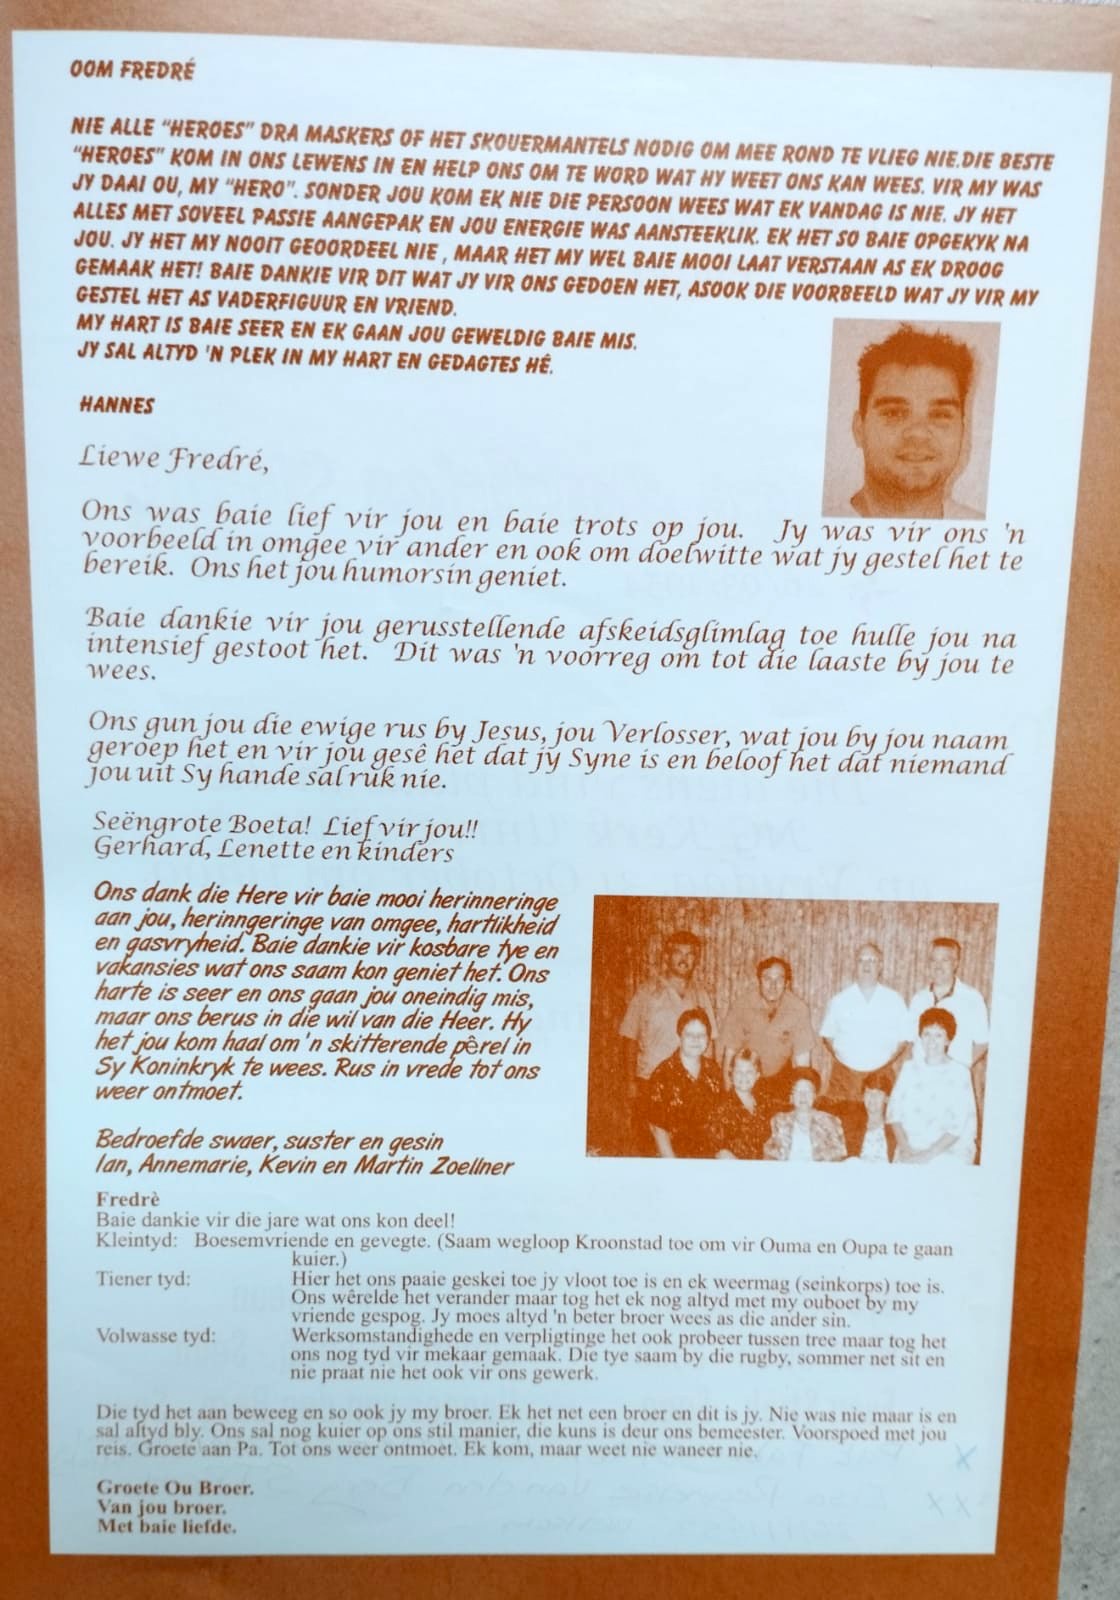 OOM FREDRÉ
NIE ALLE "HEROES" DRA MASKERS OF HET SKOUERMANTELS NODIG OM MEE ROND TE VLIEG NIE.DIE BESTE
"HEROES" KOM IN ONS LEWENS IN EN HELP ONS OM TE WORD WAT HY WEET ONS KAN WEES. VIR MY WAS
JY DAAI OU, MY "HERO". SONDER JOU KOM EK NIE DIE PERSOON WEES WAT EK VANDAG IS NIE. JY HET
ALLES MET SOVEEL PASSIE AANGEPAK EN JOU ENERGIE WAS AANSTEEKLIK. EK HET SO BAIE OPGEKYK NA
JOU. JY HET MY NOOIT GEOORDEEL NIE , MAAR HET MY WEL BAIE MOOI LAAT VERSTAAN AS EK DROOG
GEMAAK HET! BAIE DANKIE VIR DIT WAT JY VIR ONS GEDOEN HET, ASOOK DIE VOORBEELD WAT JY VIR MY
GESTEL HET AS VADERFIGUUR EN VRIEND.
MY HART IS BAIE SEER EN EK GAAN JOU GEWELDIG BAIE MIS.
JY SAL ALTYD 'N PLEK IN MY HART EN GEDAGTES HÊ.
HANNES
Liewe Fredré,
Ons was baie lief vir jou en baie trots op jou. Jy was vir ons 'n
voorbeeld in omgee vir ander en ook om doelwitte wat jy gestel het te
bereik. Ons het jou humorsin geniet.
Baie dankie vir jou gerusstellende afskeidsglimlag toe hulle jou na
intensief gestoot het. Dit was 'n voorreg om tot die laaste by jou te
wees.
Ons gun jou die ewige rus by Jesus, jou Verlosser, wat jou by jou naam
geroep het en vir jou gesê het dat jy Syne is en beloof het dat niemand
jou uit Sy hande sal ruk nie.
Seëngrote Boeta! Lief vir jou!!
Gerhard, Lenette en kinders
Ons dank die Here vir baie mooi herinneringe
aan jou, herinngeringe van omgee, hartlikheid
en gasvryheid. Baie dankie vir kosbare tye en
vakansies wat ons saam kon geniet het. Ons
harte is seer en ons gaan jou oneindig mis,
maar ons berus in die wil van die Heer. Hy
het jou kom haal om 'n skitterende pêrel in
Sy Koninkryk te wees. Rus in vrede tot ons
weer ontmoet.
Bedroefde swaer, suster en gesin
Ian, Annemarie, Kevin en Martin Zoellner
Fredrè
Baie dankie vir die jare wat ons kon deel!
Kleintyd: Boesemvriende en gevegte. (Saam wegloop Kroonstad toe om vir Ouma en Oupa te gaan
kuier.)
Tiener tyd: Hier het ons paaie geskei toe jy vloot toe is en ek weermag (seinkorps) toe is.
Ons wêrelde het verander maar tog het ek nog altyd met my ouboet by my
vriende gespog. Jy moes altyd 'n beter broer wees as die ander sin.
Volwasse tyd: Werksomstandighede en verpligtinge het ook probeer tussen tree maar tog het
ons nog tyd vir mekaar gemaak. Die tye saam by die rugby, sommer net sit en
nie praat nie het ook vir ons gewerk.
Die tyd het aan beweeg en so ook jy my broer. Ek het net een broer en dit is jy. Nie was nie maar is en
sal altyd bly. Ons sal nog kuier op ons stil manier, die kuns is deur ons bemeester. Voorspoed met jou
reis. Groete aan Pa. Tot ons weer ontmoet. Ek kom, maar weet nie waneer nie.
Groete Ou Broer.
Van jou broer.
Met baie liefde.